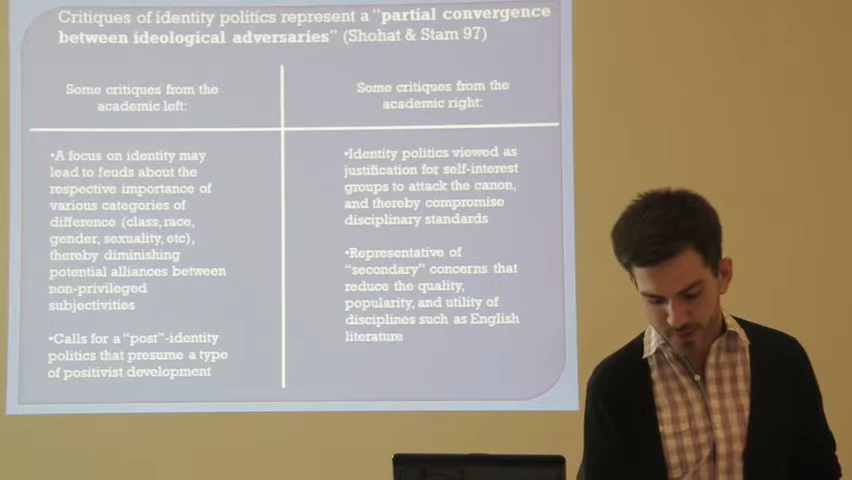 Critiques of identity politics represent a "partial convergence
between ideological adversaries" (Shohat & Stam 97)
Some critiques from the
academic left:
•A focus on identity may
lead to feuds about the
respective importance of
various categories of
difference (class, race,
gender, sexuality, etc),
thereby diminishing
potential alliances between
non-privileged
subjectivities
•Calls for a "post"-identity
politics that presume a type
of positivist development
Some critiques from the
academic right:
•Identity politics viewed as
justification for self-interest
groups to attack the canon,
and thereby compromise
disciplinary standards
•Representative of
"secondary" concerns that
reduce the quality,
popularity, and utility of
disciplines such as English
literature